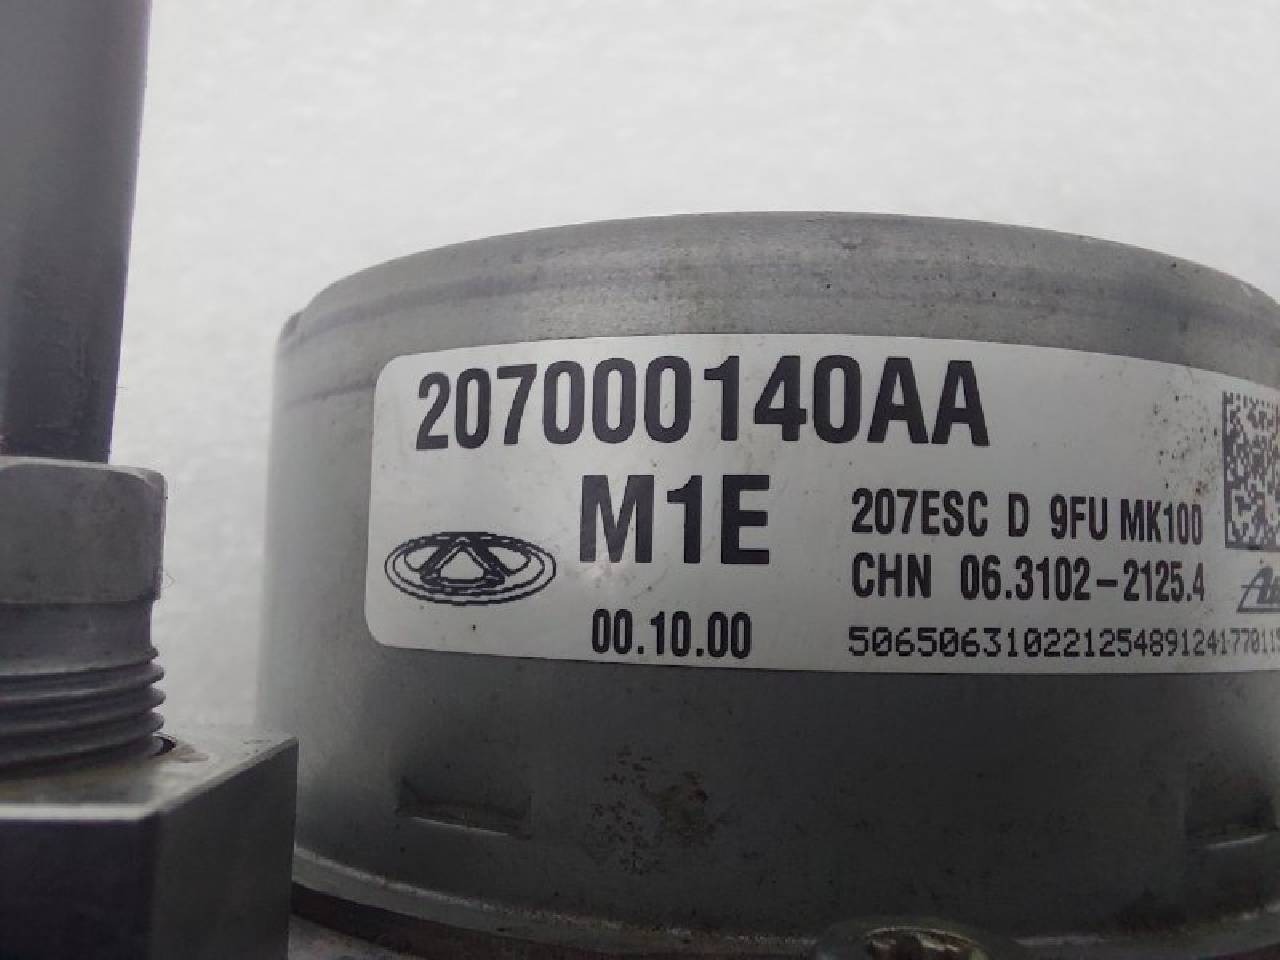 207000140AA
M1E
207ESC D 9FU MK100
CHN 06.3102-2125.4
00.10.00